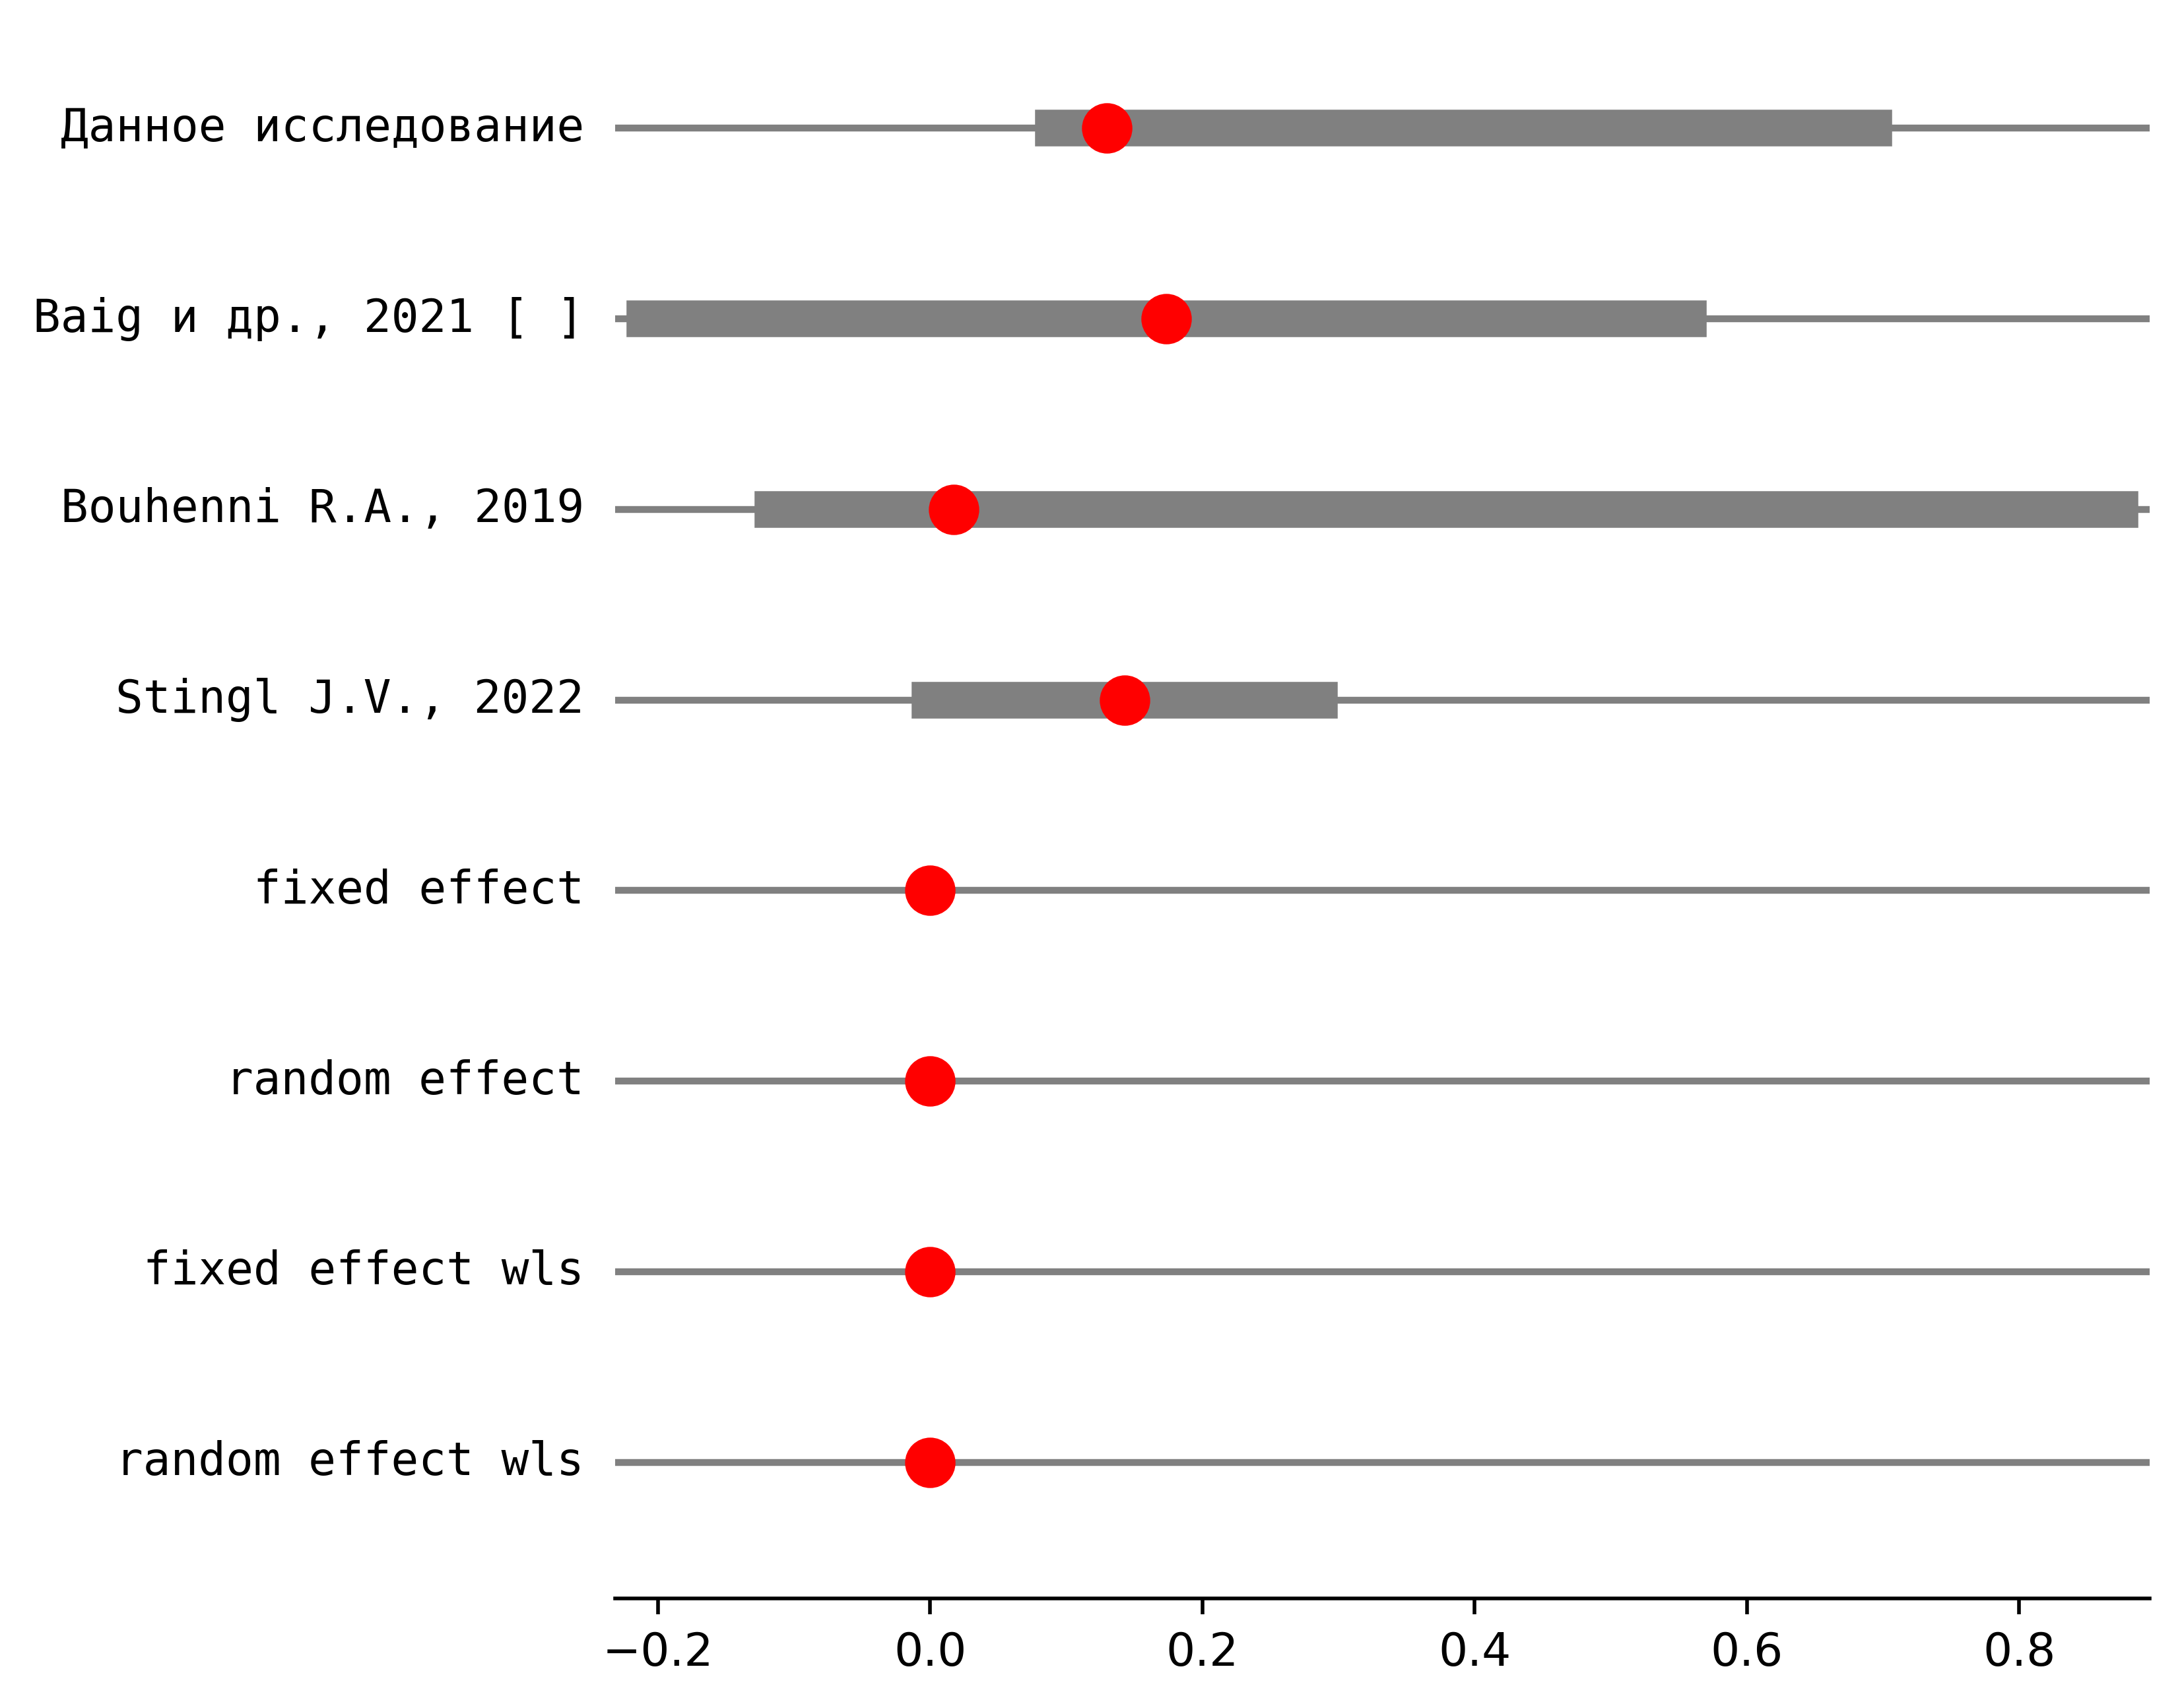 Данное исследование
Baig и др., 2021 [ ]
Bouhenni R.A., 2019
Stingl J.V., 2022
fixed effect
random effect
fixed effect wls
random effect wls
−0.2 0.0 0.2 0.4 0.6 0.8